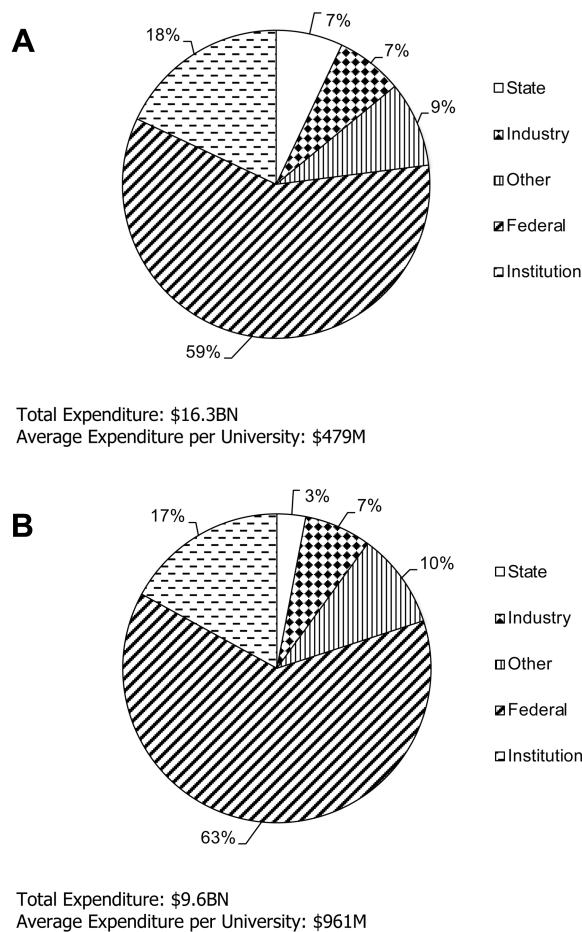 A
18%
7%
7%
9%
59%
State
Industry
Other
Federal
Institution
Total Expenditure: $16.3BN
Average Expenditure per University: $479M
B
17%
3%
7%
10%
63%
State
Industry
Other
Federal
Institution
Total Expenditure: $9.6BN
Average Expenditure per University: $961M